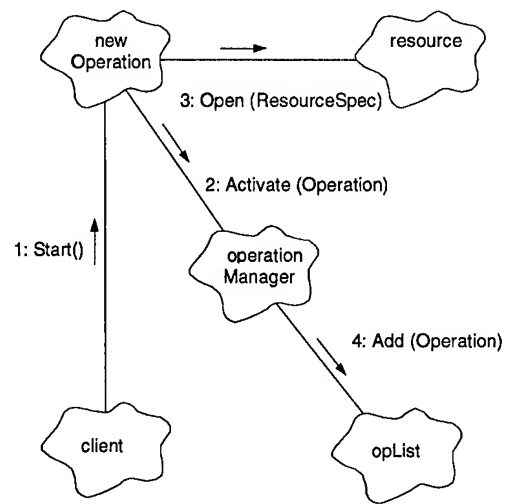 new
Operation
resource
3: Open (ResourceSpec)
2: Activate (Operation)
1: Start()
operation
Manager
4: Add (Operation)
client
opList